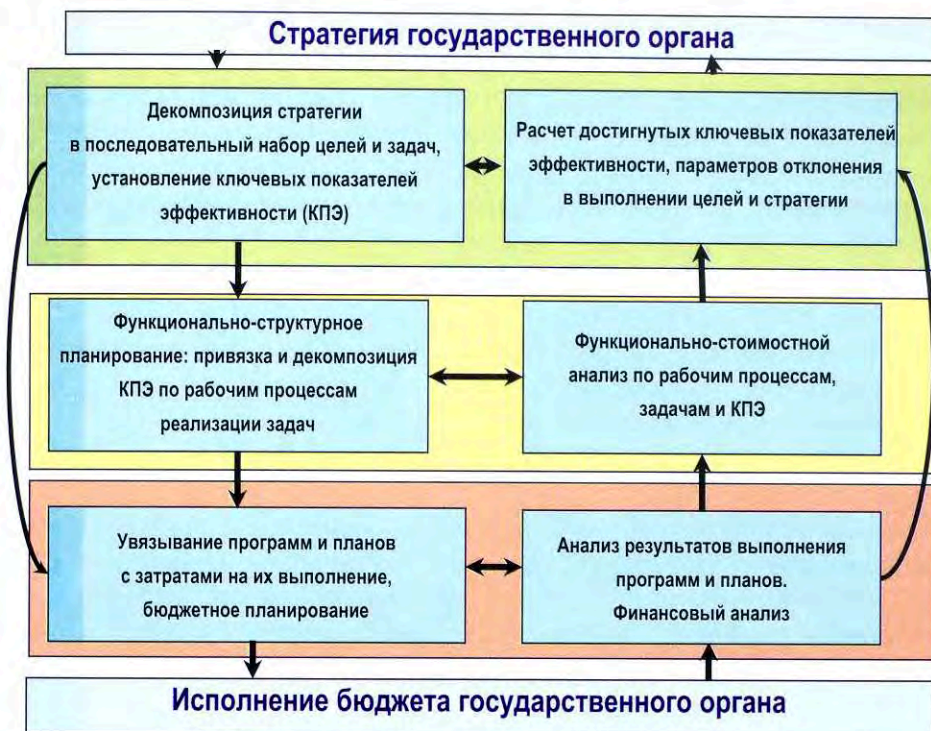 Стратегия государственного органа
Декомпозиция стратегии
в последовательный набор целей и задач,
установление ключевых показателей
эффективности (КПЭ)
Расчет достигнутых ключевых показателей
эффективности, параметров отклонения
в выполнении целей и стратегии
Функционально-структурное
планирование: привязка и декомпозиция
КПЭ по рабочим процессам
реализации задач
Функционально-стоимостной
анализ по рабочим процессам,
задачам и КПЭ
Увязывание программ и планов
с затратами на их выполнение,
бюджетное планирование
Анализ результатов выполнения
программ и планов.
Финансовый анализ
Исполнение бюджета государственного органа